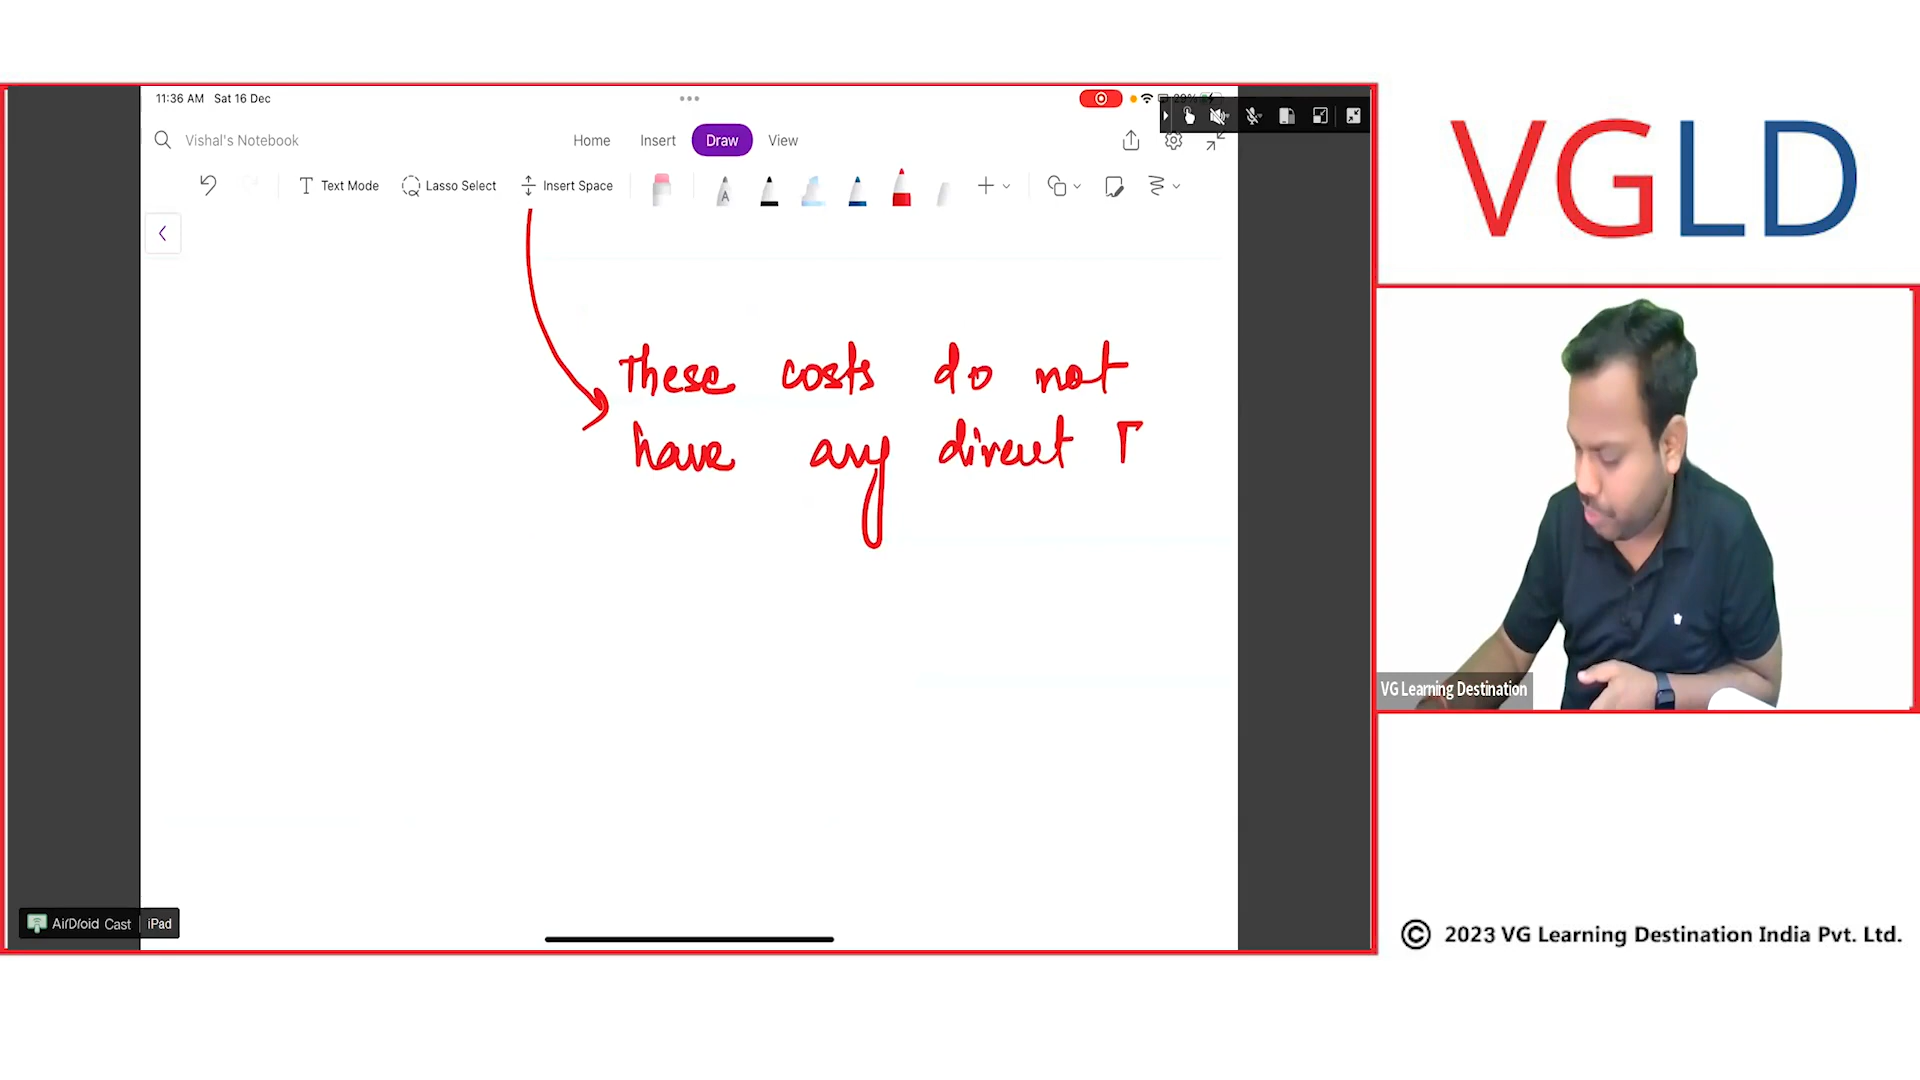 11:36 AM Sat 16 Dec
29%
Vishal's Notebook
Home Insert Draw View
Text Mode Lasso Select Insert Space
These costs do not
have any direct
VGLD
VG Learning Destination
AirDroid Cast iPad
© 2023 VG Learning Destination India Pvt. Ltd.